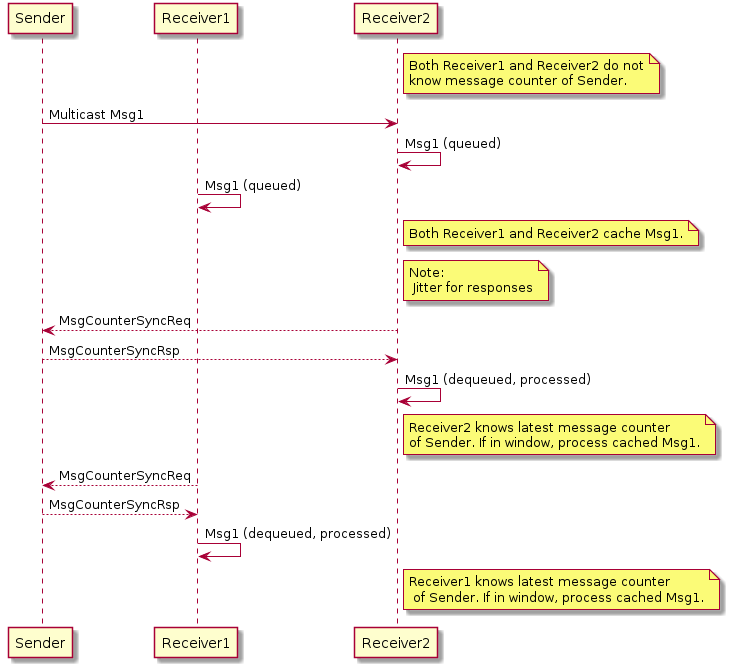 Sender
Receiver1
Receiver2
Both Receiver1 and Receiver2 do not
know message counter of Sender.
Multicast Msg1
Msg1 (queued)
Msg1 (queued)
Both Receiver1 and Receiver2 cache Msg1.
Note:
Jitter for responses
MsgCounterSyncReq
MsgCounterSyncRsp
Msg1 (dequeued, processed)
Receiver2 knows latest message counter
of Sender. If in window, process cached Msg1.
MsgCounterSyncReq
MsgCounterSyncRsp
Msg1 (dequeued, processed)
Receiver1 knows latest message counter
of Sender. If in window, process cached Msg1.
Sender
Receiver1
Receiver2